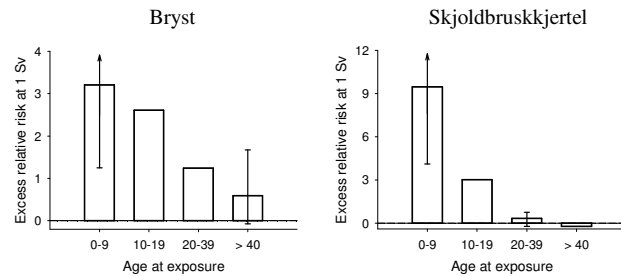 Bryst
Excess relative risk at 1 Sv
4
3
2
1
0
0-9 10-19 20-39 > 40
Age at exposure
Skjoldbruskkjertel
Excess relative risk at 1 Sv
12
9
6
3
0
0-9 10-19 20-39 > 40
Age at exposure